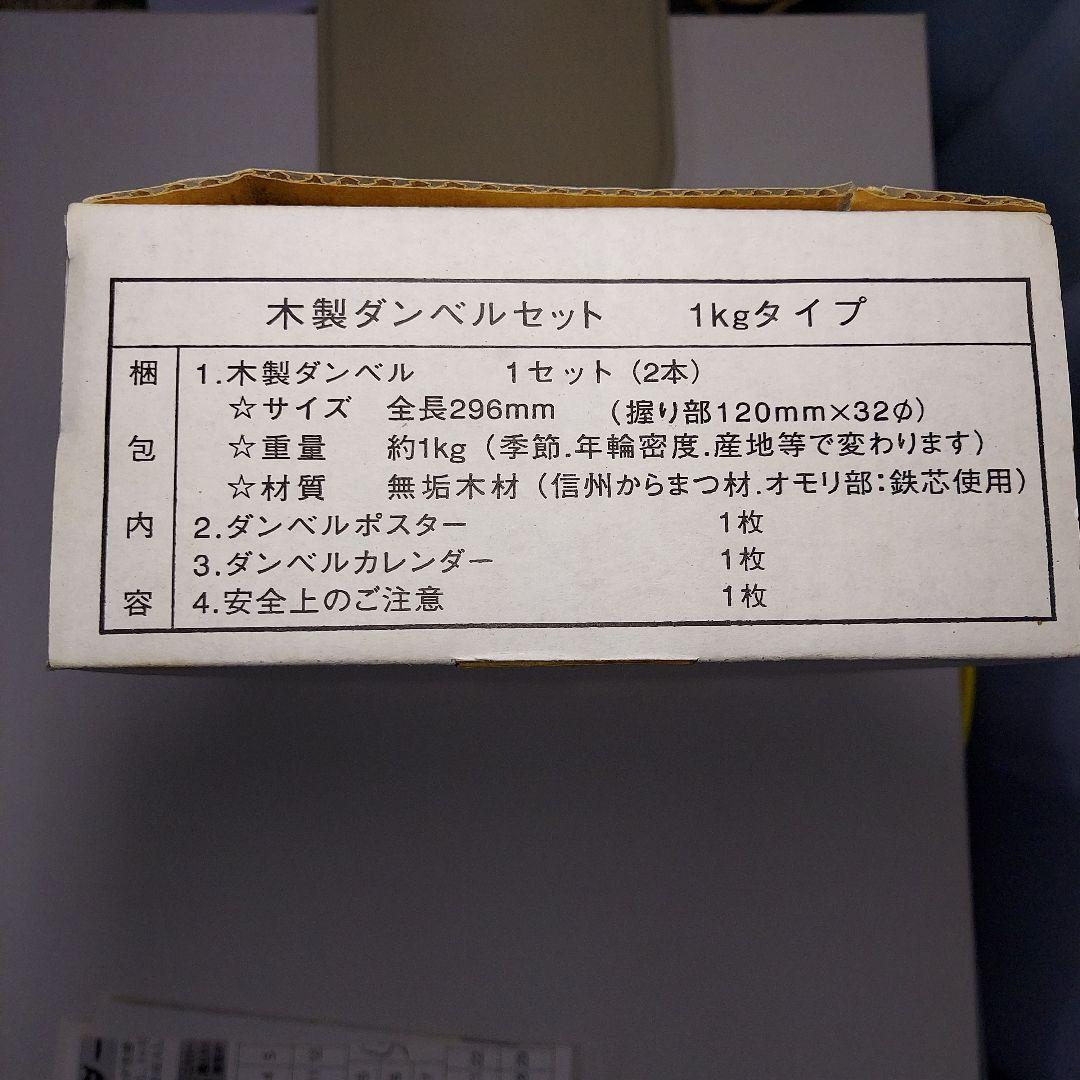 木製ダンベルセット　1kgタイプ
梱包内容
1.木製ダンベル　1セット（2本）
☆サイズ　全長296mm　（握り部120mm×32φ）
☆重量　約1kg（季節.年輪密度.産地等で変わります）
☆材質　無垢木材（信州からまつ材.オモリ部：鉄芯使用）
2.ダンベルポスター　1枚
3.ダンベルカレンダー　1枚
4.安全上のご注意　1枚